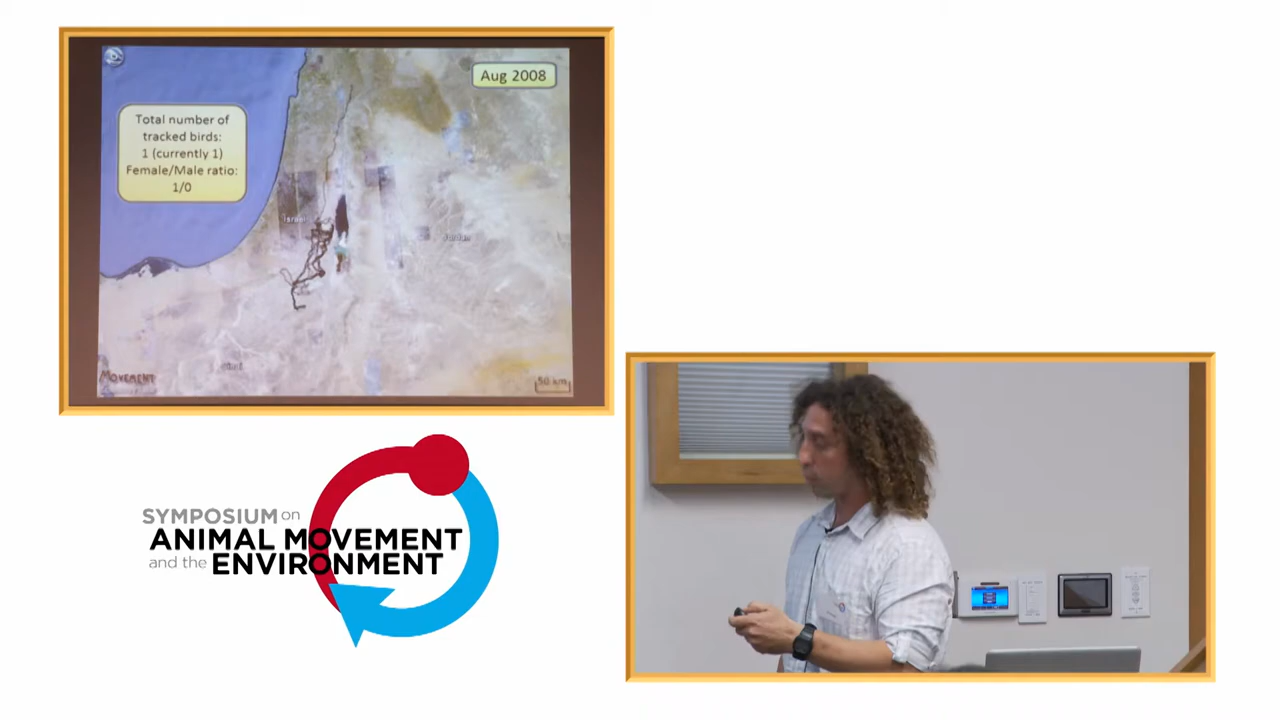 Aug 2008
Total number of
tracked birds:
1 (currently 1)
Female/Male ratio:
1/0
Israel
Jordan
MOVEMENT
50 km
SYMPOSIUM on
ANIMAL MOVEMENT
and the ENVIRONMENT